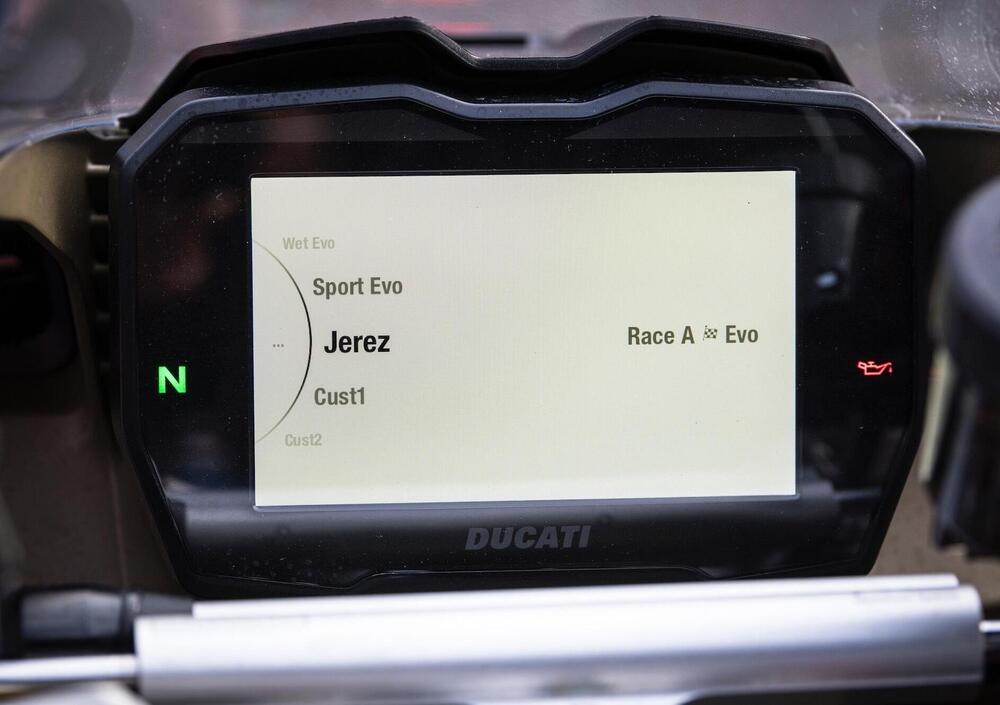 Wet Evo
Sport Evo
Jerez
Race A Evo
Cust1
Cust2
N
DUCATI